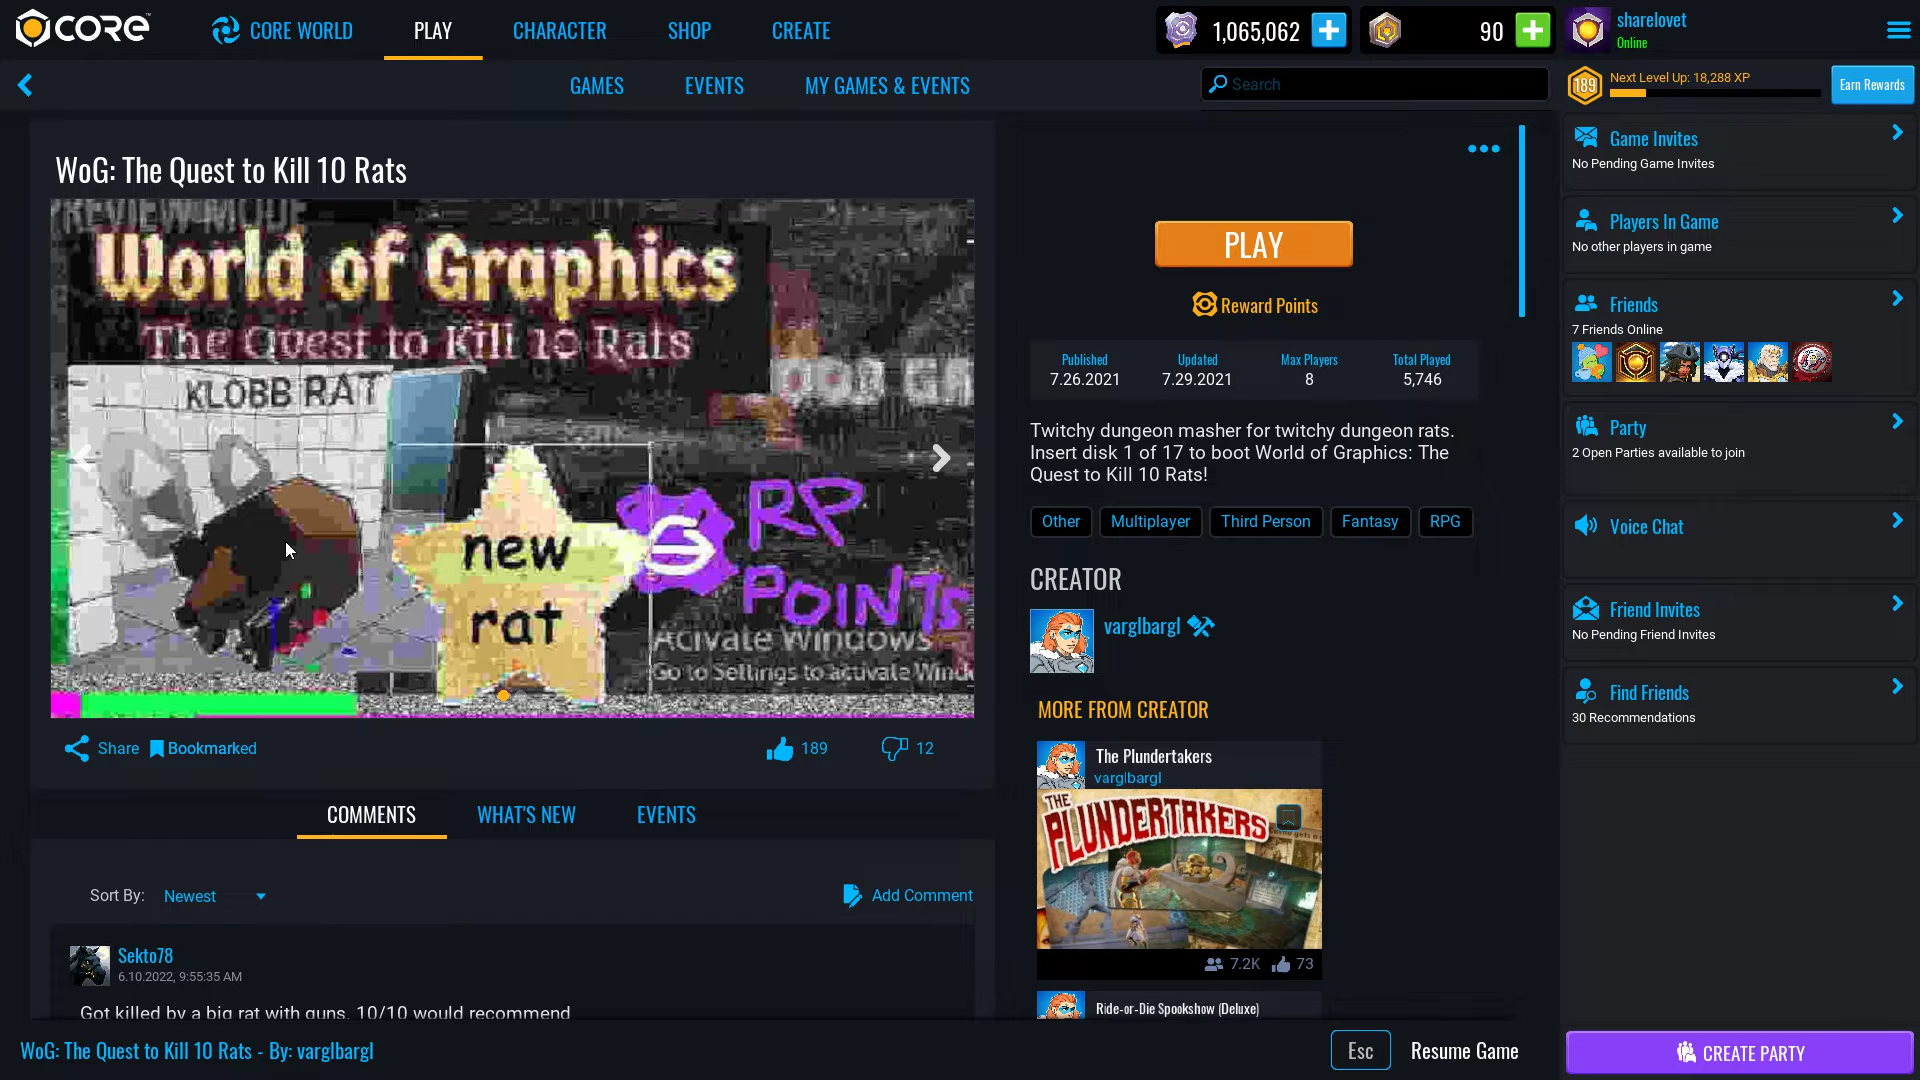 CORE
CORE WORLD
PLAY
CHARACTER
SHOP
CREATE
1,065,062
90
sharelovet
Online
GAMES
EVENTS
MY GAMES & EVENTS
Search
189
Next Level Up: 18,288 XP
Earn Rewards
WoG: The Quest to Kill 10 Rats
REVIEW MODE
World of Graphics
The Quest to Kill 10 Rats
KLOBB RAT
new
rat
RP
POINTs
Activate Windows
Go to Settings to activate Wind
Share
Bookmarked
189
12
COMMENTS
WHAT'S NEW
EVENTS
Sort By:
Newest
Add Comment
Sekto78
6.10.2022, 9:55:35 AM
Got killed by a big rat with guns. 10/10 would recommend
PLAY
Reward Points
Published
Updated
Max Players
Total Played
7.26.2021
7.29.2021
8
5,746
Twitchy dungeon masher for twitchy dungeon rats.
Insert disk 1 of 17 to boot World of Graphics: The
Quest to Kill 10 Rats!
Other
Multiplayer
Third Person
Fantasy
RPG
CREATOR
varglbargl
MORE FROM CREATOR
The Plundertakers
varglbargl
THE
PLUNDERTAKERS
7.2K
73
Ride-or-Die Spookshow (Deluxe)
Game Invites
No Pending Game Invites
Players In Game
No other players in game
Friends
7 Friends Online
Party
2 Open Parties available to join
Voice Chat
Friend Invites
No Pending Friend Invites
Find Friends
30 Recommendations
WoG: The Quest to Kill 10 Rats - By: varglbargl
Esc
Resume Game
CREATE PARTY